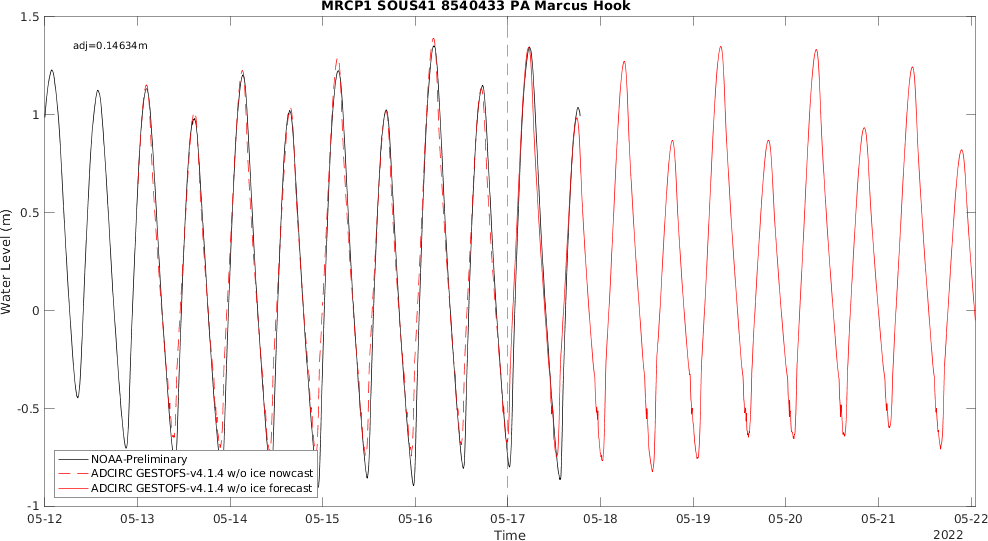 MRCP1 SOUS41 8540433 PA Marcus Hook
adj=0.14634m
1.5
1
0.5
0
-0.5
-1
Water Level (m)
NOAA-Preliminary
ADCIRC GESTOFS-v4.1.4 w/o ice nowcast
ADCIRC GESTOFS-v4.1.4 w/o ice forecast
05-12 05-13 05-14 05-15 05-16 05-17 05-18 05-19 05-20 05-21 05-22
Time
2022